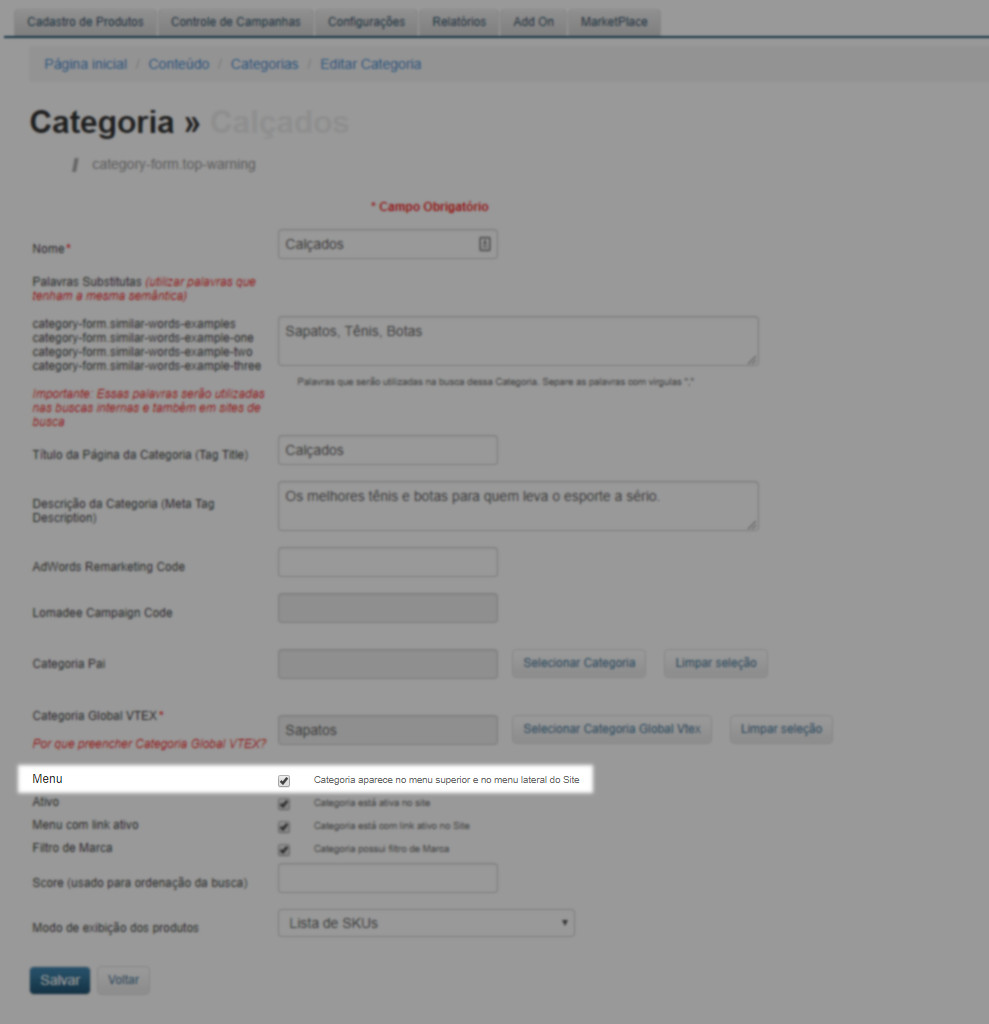 Cadastro de Produtos Controle de Campanhas Configurações Relatórios Add On MarketPlace
Página inicial / Conteúdo / Categorias / Editar Categoria
Categoria » Calçados
/ category-form.top-warning
* Campo Obrigatório
Nome* Calçados
Palavras Substitutas (utilizar palavras que
tenham a mesma semântica)
category-form.similar-words-examples
category-form.similar-words-example-one
category-form.similar-words-example-two
category-form.similar-words-example-three
Sapatos, Tênis, Botas
Palavras que serão utilizadas na busca dessa Categoria. Separe as palavras com virgulas ","
Importante: Essas palavras serão utilizadas
nas buscas internas e também em sites de
busca
Título da Página da Categoria (Tag Title) Calçados
Descrição da Categoria (Meta Tag
Description)
Os melhores tênis e botas para quem leva o esporte a sério.
AdWords Remarketing Code
Lomadee Campaign Code
Categoria Pai Selecionar Categoria Limpar seleção
Categoria Global VTEX*
Por que preencher Categoria Global VTEX?
Sapatos Selecionar Categoria Global Vtex Limpar seleção
Menu Categoria aparece no menu superior e no menu lateral do Site
Ativo Categoria está ativa no site
Menu com link ativo Categoria está com link ativo no Site
Filtro de Marca Categoria possui filtro de Marca
Score (usado para ordenação da busca)
Modo de exibição dos produtos Lista de SKUs
Salvar Voltar